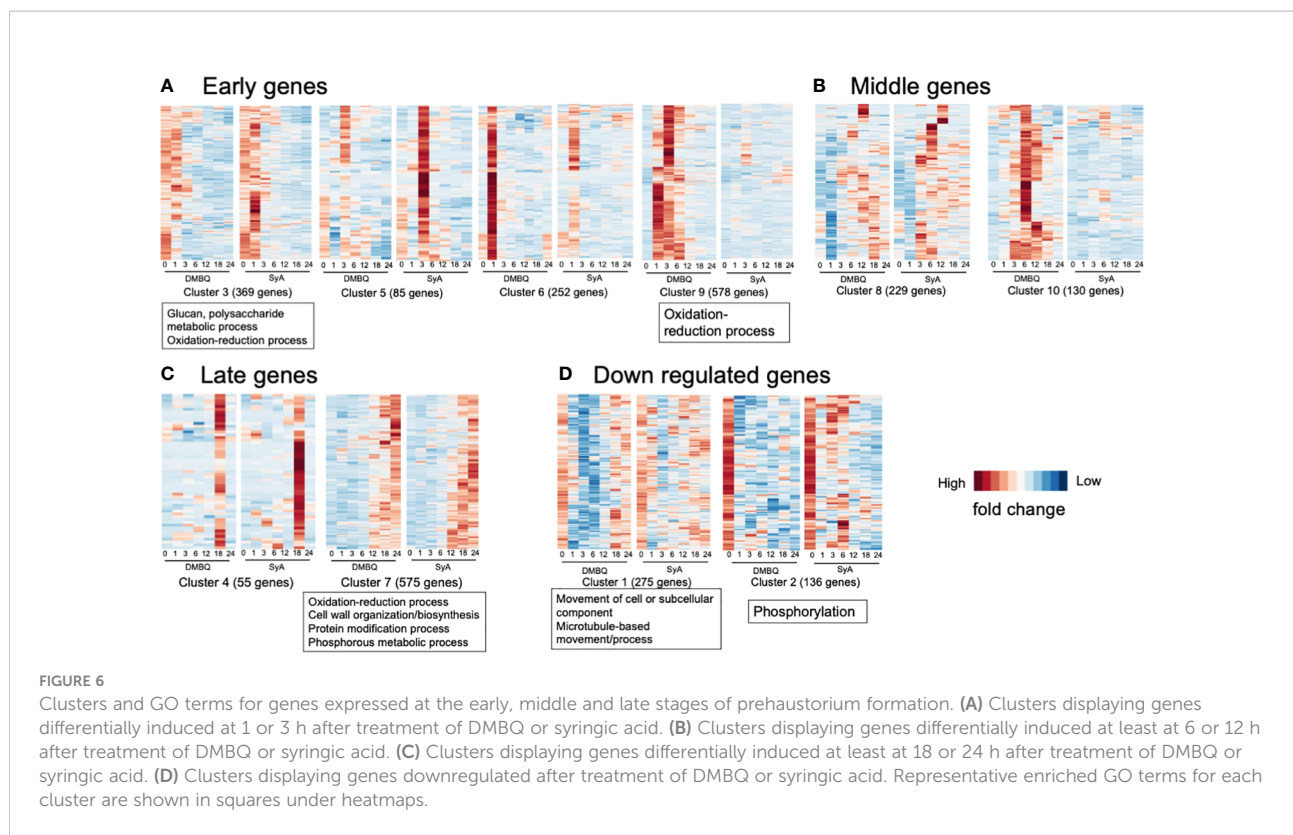 A Early genes
B Middle genes
0 1 3 6 12 18 24 0 1 3 6 12 18 24
DMBQ SyA
Cluster 3 (369 genes)
Glucan, polysaccharide
metabolic process
Oxidation-reduction process
0 1 3 6 12 18 24 0 1 3 6 12 18 24
DMBQ SyA
Cluster 5 (85 genes)
0 1 3 6 12 18 24 0 1 3 6 12 18 24
DMBQ SyA
Cluster 6 (252 genes)
0 1 3 6 12 18 24 0 1 3 6 12 18 24
DMBQ SyA
Cluster 9 (578 genes)
Oxidation-
reduction process
0 1 3 6 12 18 24 0 1 3 6 12 18 24
DMBQ SyA
Cluster 8 (229 genes)
0 1 3 6 12 18 24 0 1 3 6 12 18 24
DMBQ SyA
Cluster 10 (130 genes)
C Late genes
D Down regulated genes
0 1 3 6 12 18 24 0 1 3 6 12 18 24
DMBQ SyA
Cluster 4 (55 genes)
0 1 3 6 12 18 24 0 1 3 6 12 18 24
DMBQ SyA
Cluster 7 (575 genes)
Oxidation-reduction process
Cell wall organization/biosynthesis
Protein modification process
Phosphorous metabolic process
0 1 3 6 12 18 24 0 1 3 6 12 18 24
DMBQ SyA
Cluster 1 (275 genes)
Movement of cell or subcellular
component
Microtubule-based
movement/process
0 1 3 6 12 18 24 0 1 3 6 12 18 24
DMBQ SyA
Cluster 2 (136 genes)
Phosphorylation
High Low
fold change
FIGURE 6
Clusters and GO terms for genes expressed at the early, middle and late stages of prehaustorium formation. (A) Clusters displaying genes
differentially induced at 1 or 3 h after treatment of DMBQ or syringic acid. (B) Clusters displaying genes differentially induced at least at 6 or 12 h
after treatment of DMBQ or syringic acid. (C) Clusters displaying genes differentially induced at least at 18 or 24 h after treatment of DMBQ or
syringic acid. (D) Clusters displaying genes downregulated after treatment of DMBQ or syringic acid. Representative enriched GO terms for each
cluster are shown in squares under heatmaps.